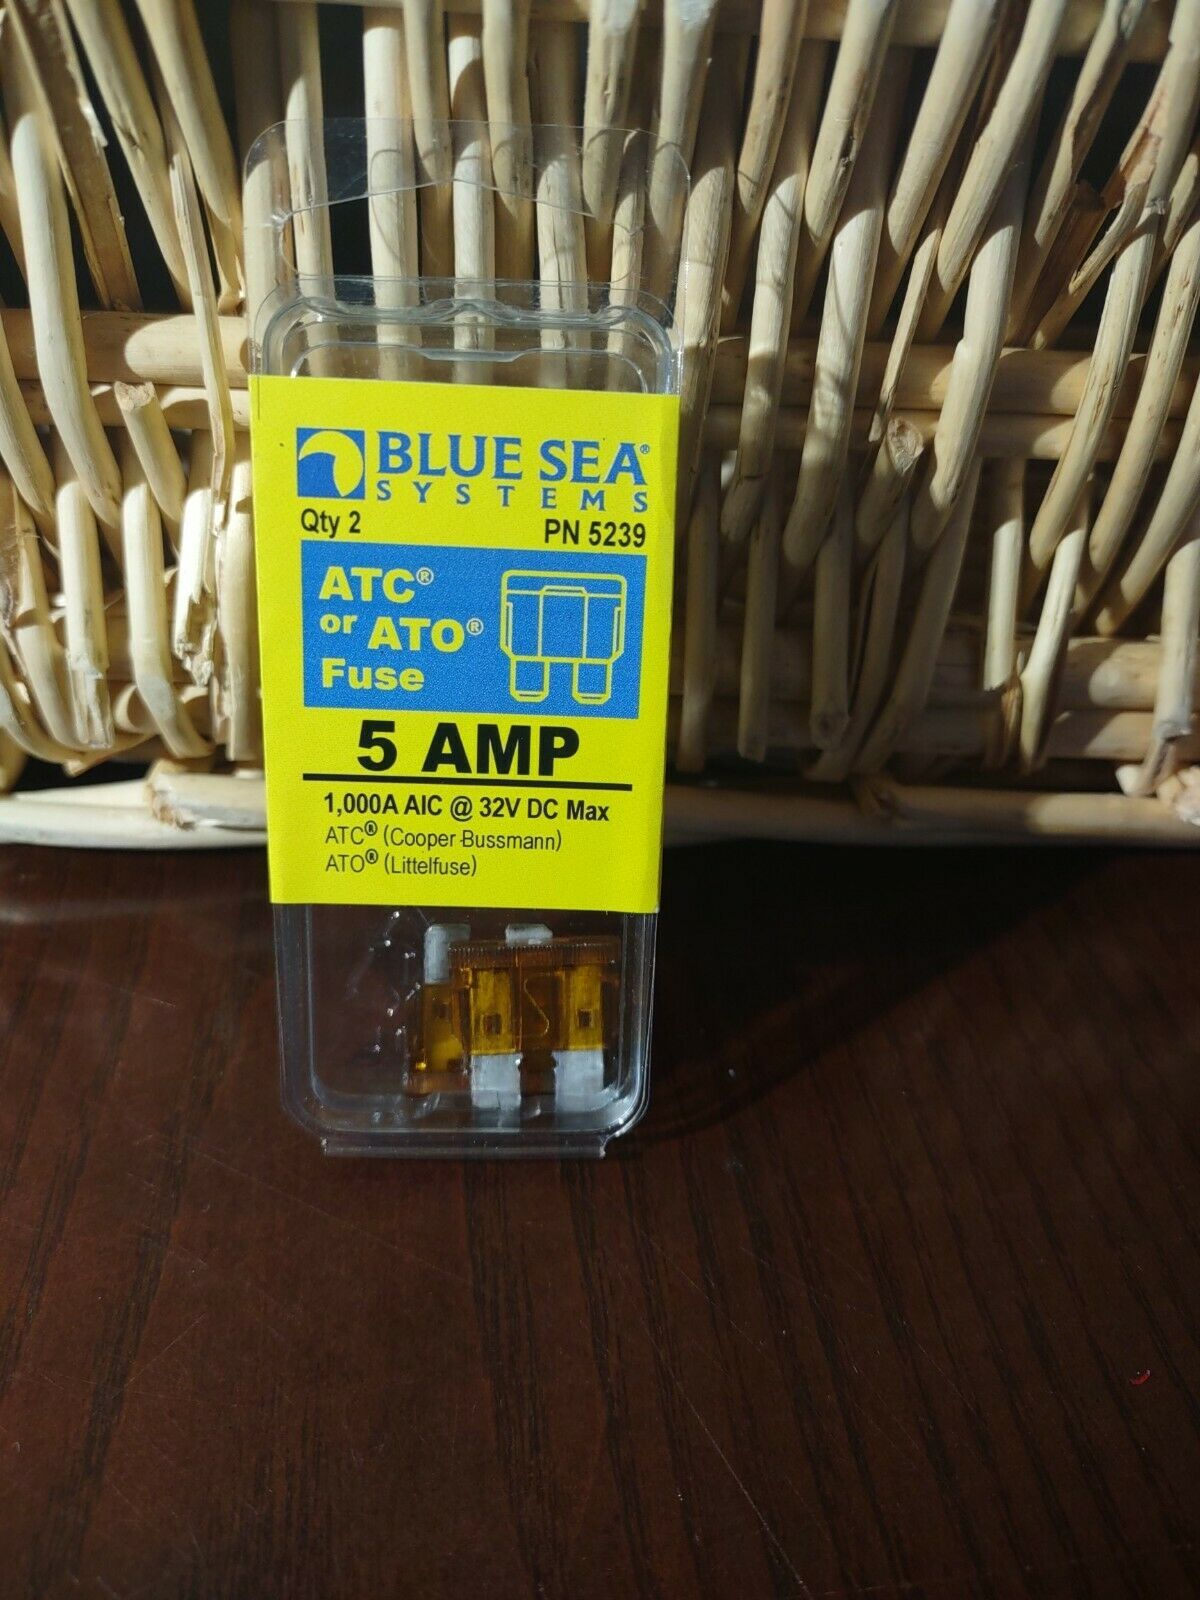 BLUE SEA®
SYSTEMS
Qty 2 PN 5239
ATC®
or ATO®
Fuse
5 AMP
1,000A AIC @ 32V DC Max
ATC® (Cooper Bussmann)
ATO® (Littelfuse)